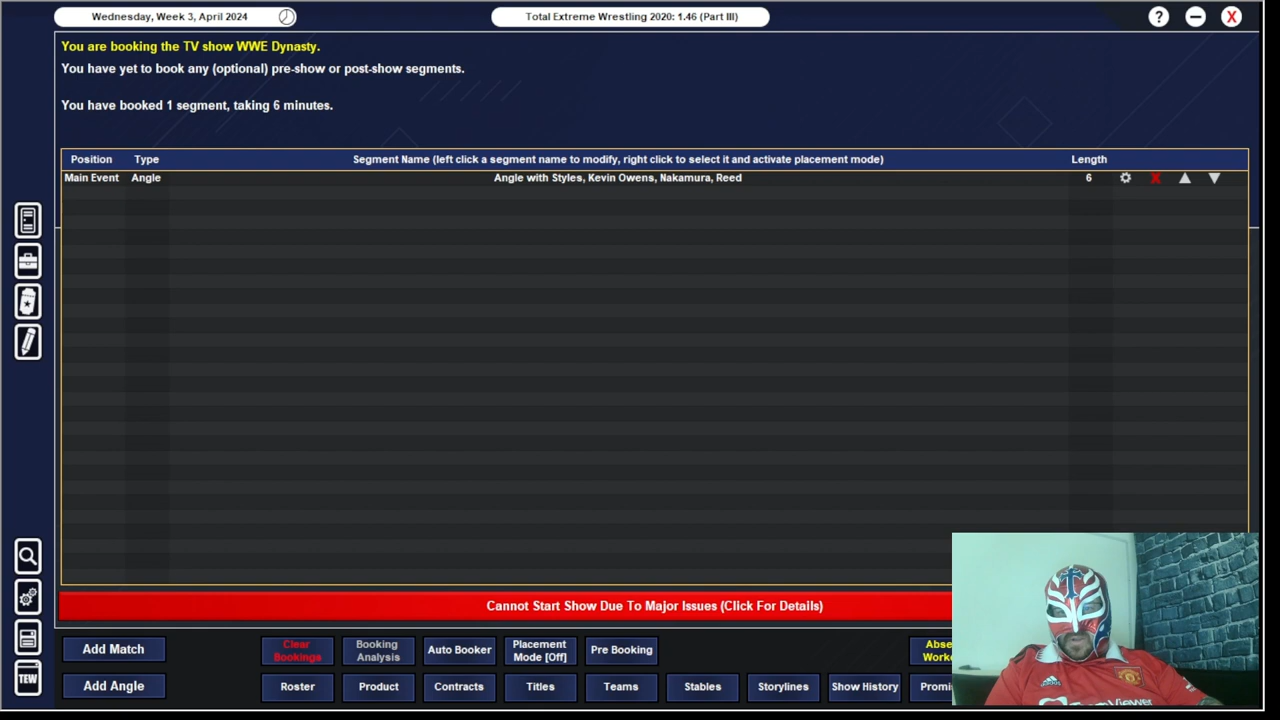 Wednesday, Week 3, April 2024
Total Extreme Wrestling 2020: 1.46 (Part III)
?
X
You are booking the TV show WWE Dynasty.
You have yet to book any (optional) pre-show or post-show segments.
You have booked 1 segment, taking 6 minutes.
Position Type Segment Name (left click a segment name to modify, right click to select it and activate placement mode) Length
Main Event Angle Angle with Styles, Kevin Owens, Nakamura, Reed 6 X
Cannot Start Show Due To Major Issues (Click For Details)
Add Match
Clear
Bookings
Booking
Analysis
Auto Booker
Placement
Mode [Off]
Pre Booking
Abse
Work
Add Angle
Roster
Product
Contracts
Titles
Teams
Stables
Storylines
Show History
Promi
TEW
adidas
TeamViewer